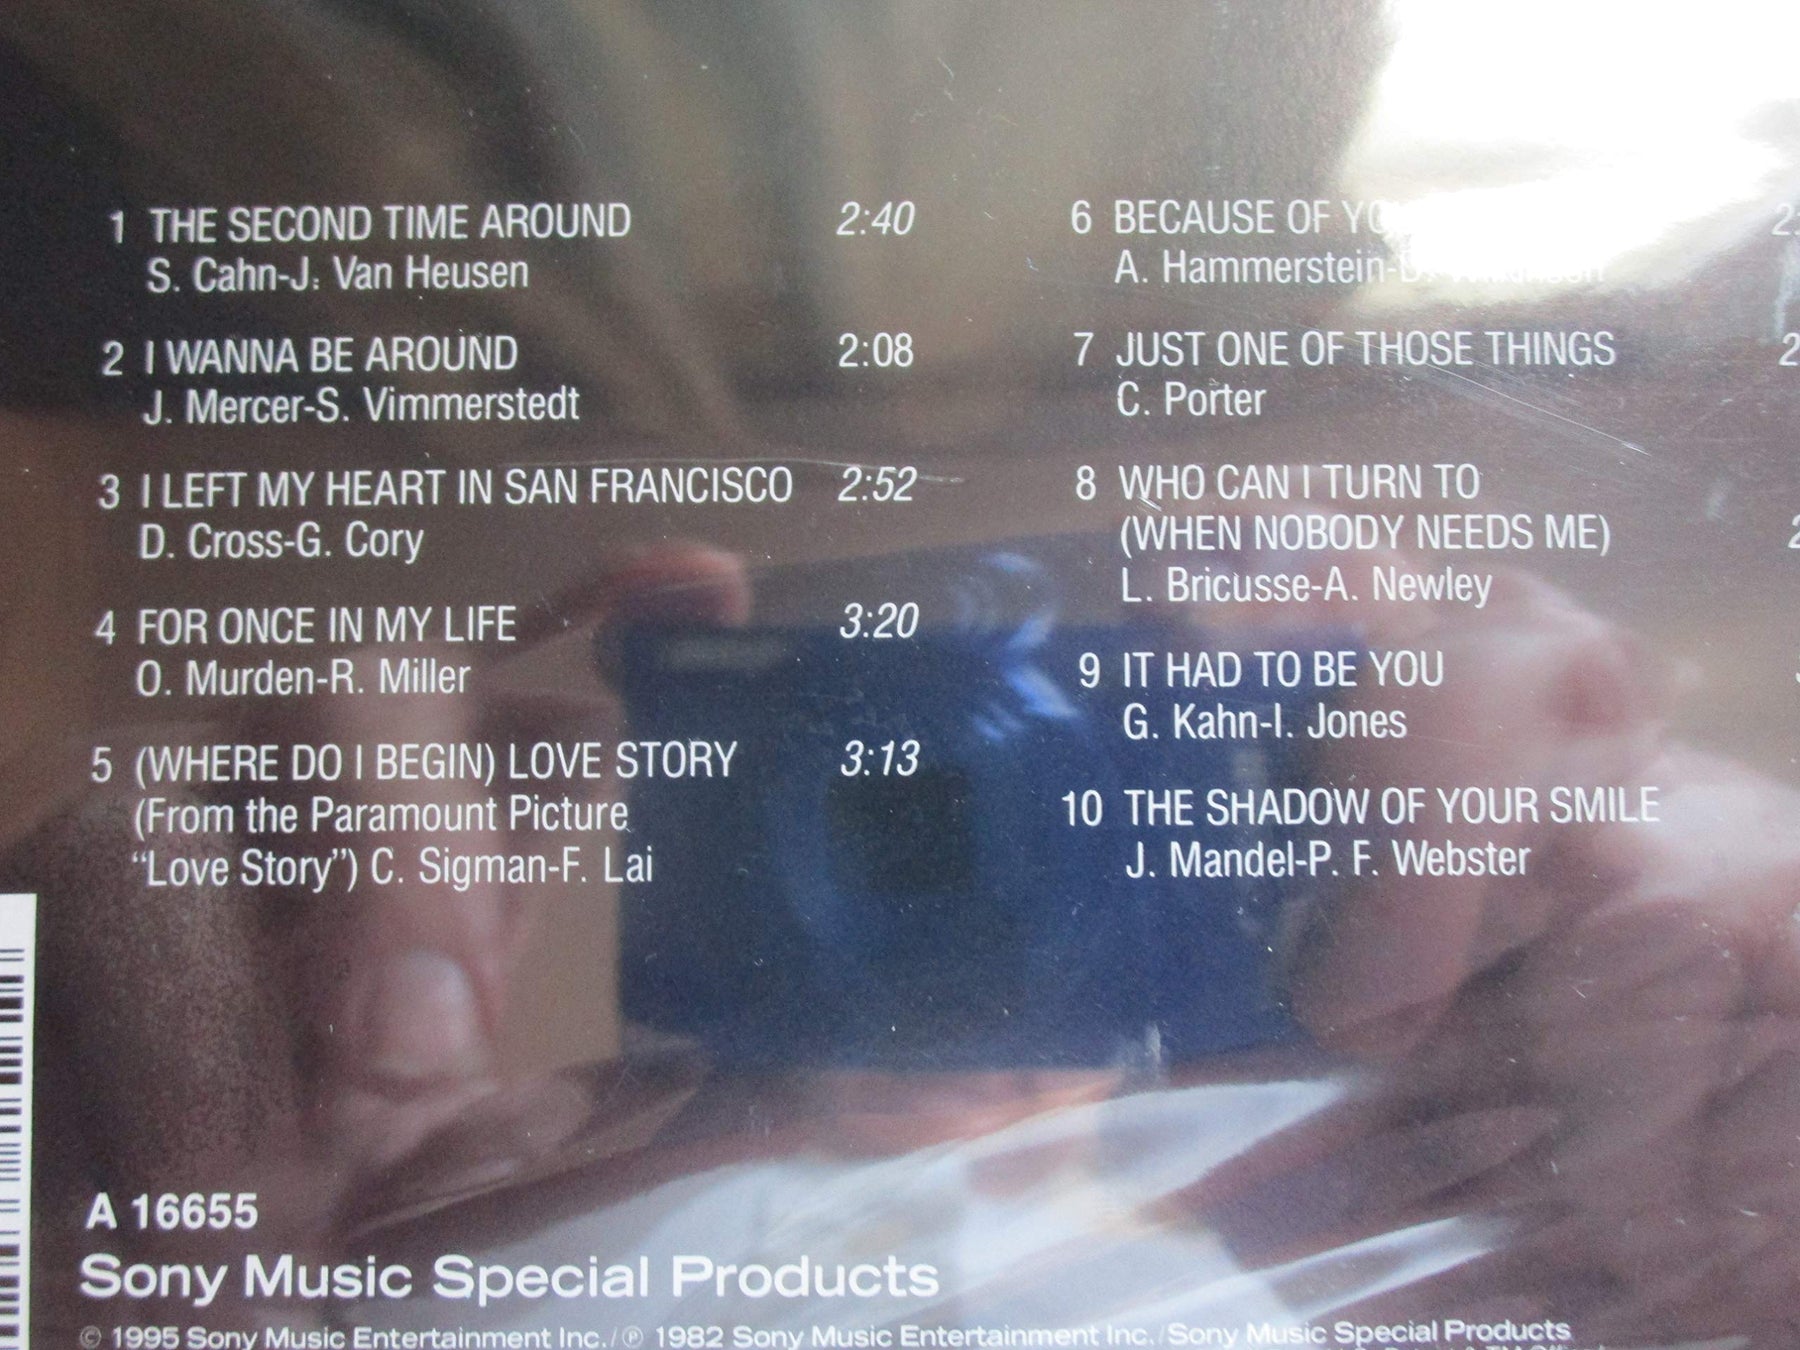 1 THE SECOND TIME AROUND 2:40
S. Cahn-J. Van Heusen
2 I WANNA BE AROUND 2:08
J. Mercer-S. Vimmerstedt
3 I LEFT MY HEART IN SAN FRANCISCO 2:52
D. Cross-G. Cory
4 FOR ONCE IN MY LIFE 3:20
O. Murden-R. Miller
5 (WHERE DO I BEGIN) LOVE STORY 3:13
(From the Paramount Picture
"Love Story") C. Sigman-F. Lai
6 BECAUSE OF
A. Hammerstein-
7 JUST ONE OF THOSE THINGS
C. Porter
8 WHO CAN I TURN TO
(WHEN NOBODY NEEDS ME)
L. Bricusse-A. Newley
9 IT HAD TO BE YOU
G. Kahn-I. Jones
10 THE SHADOW OF YOUR SMILE
J. Mandel-P. F. Webster
A 16655
Sony Music Special Products
© 1995 Sony Music Entertainment Inc./℗ 1982 Sony Music Entertainment Inc./Sony Music Special Products